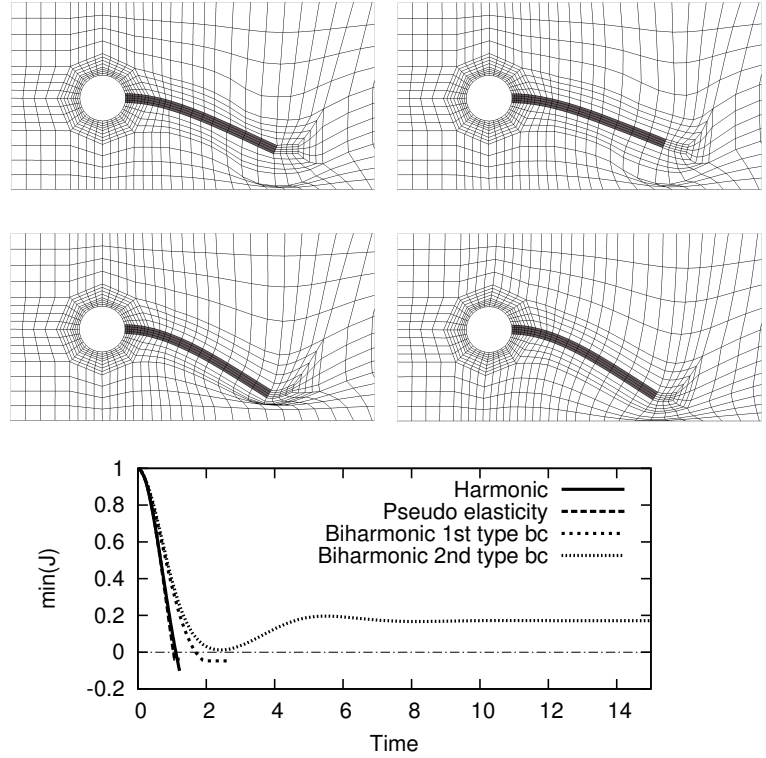 1
0.8
0.6
0.4
0.2
0
-0.2
min(J)
Harmonic
Pseudo elasticity
Biharmonic 1st type bc
Biharmonic 2nd type bc
0 2 4 6 8 10 12 14
Time